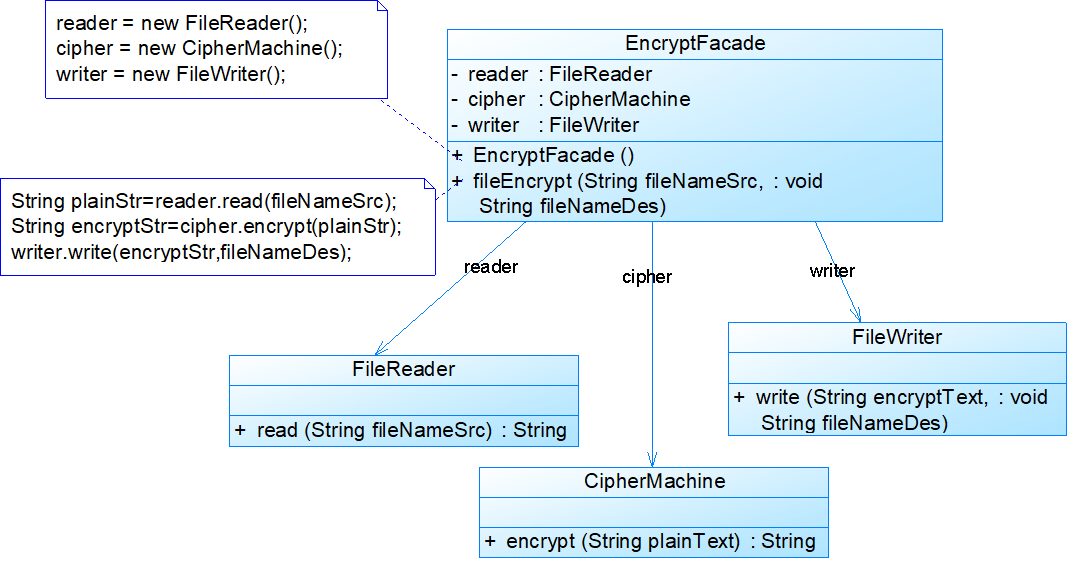 reader = new FileReader();
cipher = new CipherMachine();
writer = new FileWriter();
EncryptFacade
- reader : FileReader
- cipher : CipherMachine
- writer : FileWriter
+ EncryptFacade ()
+ fileEncrypt (String fileNameSrc, : void
String fileNameDes)
String plainStr=reader.read(fileNameSrc);
String encryptStr=cipher.encrypt(plainStr);
writer.write(encryptStr,fileNameDes);
reader
cipher
writer
FileReader
+ read (String fileNameSrc) : String
FileWriter
+ write (String encryptText, : void
String fileNameDes)
CipherMachine
+ encrypt (String plainText) : String